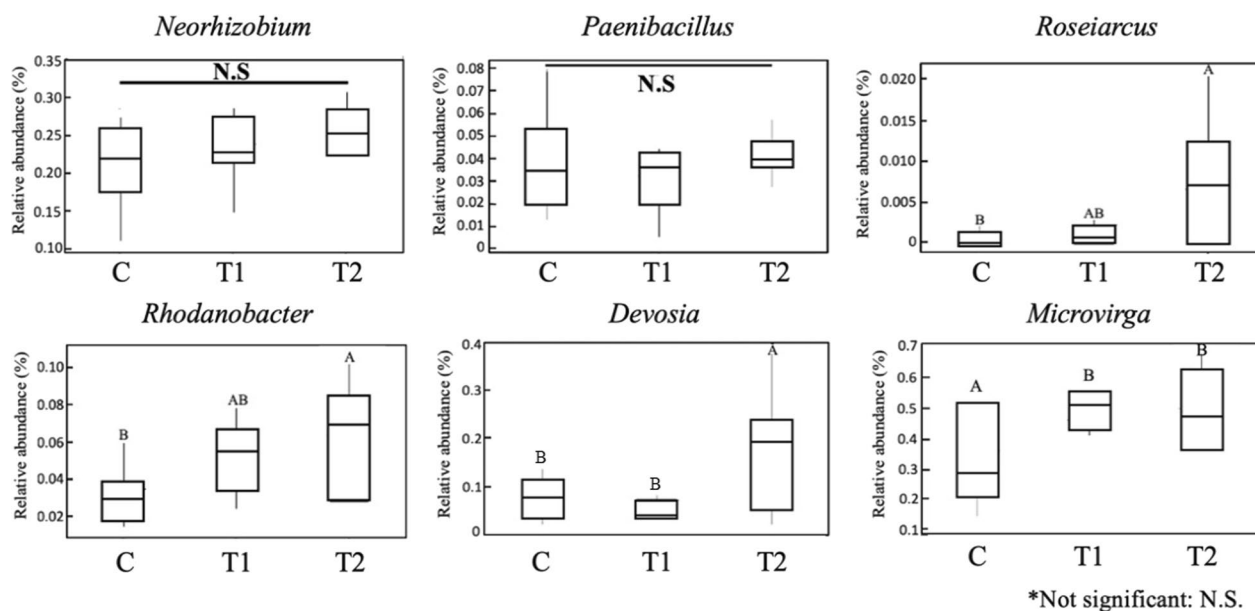 Neorhizobium
Relative abundance (%)
0.35
0.30
0.25
0.20
0.15
0.10
N.S
C T1 T2
Paenibacillus
Relative abundance (%)
0.08
0.07
0.06
0.05
0.04
0.03
0.02
0.01
0
N.S
C T1 T2
Roseiarcus
Relative abundance (%)
0.020
0.015
0.010
0.005
0
B AB A
C T1 T2
Rhodanobacter
Relative abundance (%)
0.10
0.08
0.06
0.04
0.02
B AB A
C T1 T2
Devosia
Relative abundance (%)
0.4
0.3
0.2
0.1
0
B B A
C T1 T2
Microvirga
Relative abundance (%)
0.7
0.6
0.5
0.4
0.3
0.2
0.1
A B B
C T1 T2
*Not significant: N.S.